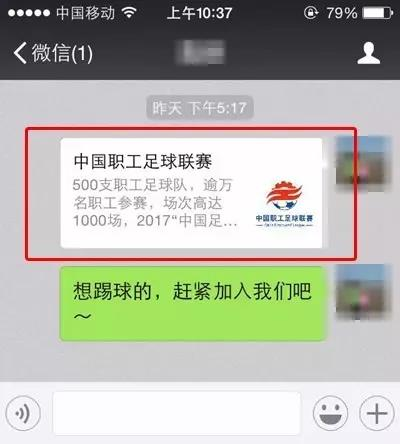 中国移动
上午10:37
79%
微信(1)
昨天 下午5:17
中国职工足球联赛
500支职工足球队，逾万
名职工参赛，场次高达
1000场，2017“中国足...
中国职工足球联赛
想踢球的，赶紧加入我们吧
～